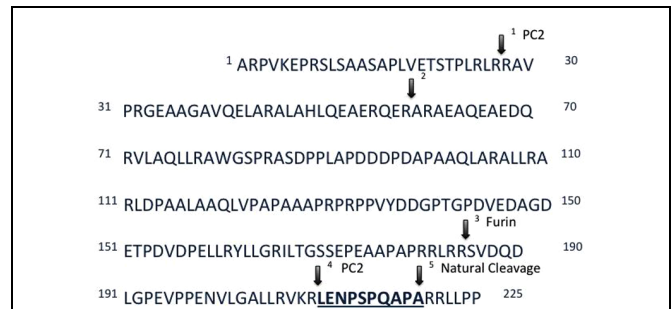 1 PC2
1 ARPVKEPRSLSAASAPLVETSTPLRLRRAV 30
2
31 PRGEAAGAVQELARALAHLQEAERQERARAEAQEAEDQ 70
71 RVLAQLLRAWGSPRASDPPLAPDDDPDAPAAQLARALLRA 110
111 RLDPAALAAQLVPAPAAAPRPRPPVYDDGPTGPDVEDAGD 150
3 Furin
151 ETPDVDPELLRYLLGRILTGSSEPEAAPAPRRLRRSVDQD 190
4 PC2 5 Natural Cleavage
191 LGPEVPPENVLGALLRVKRLENPSPQAPARRLLPP 225